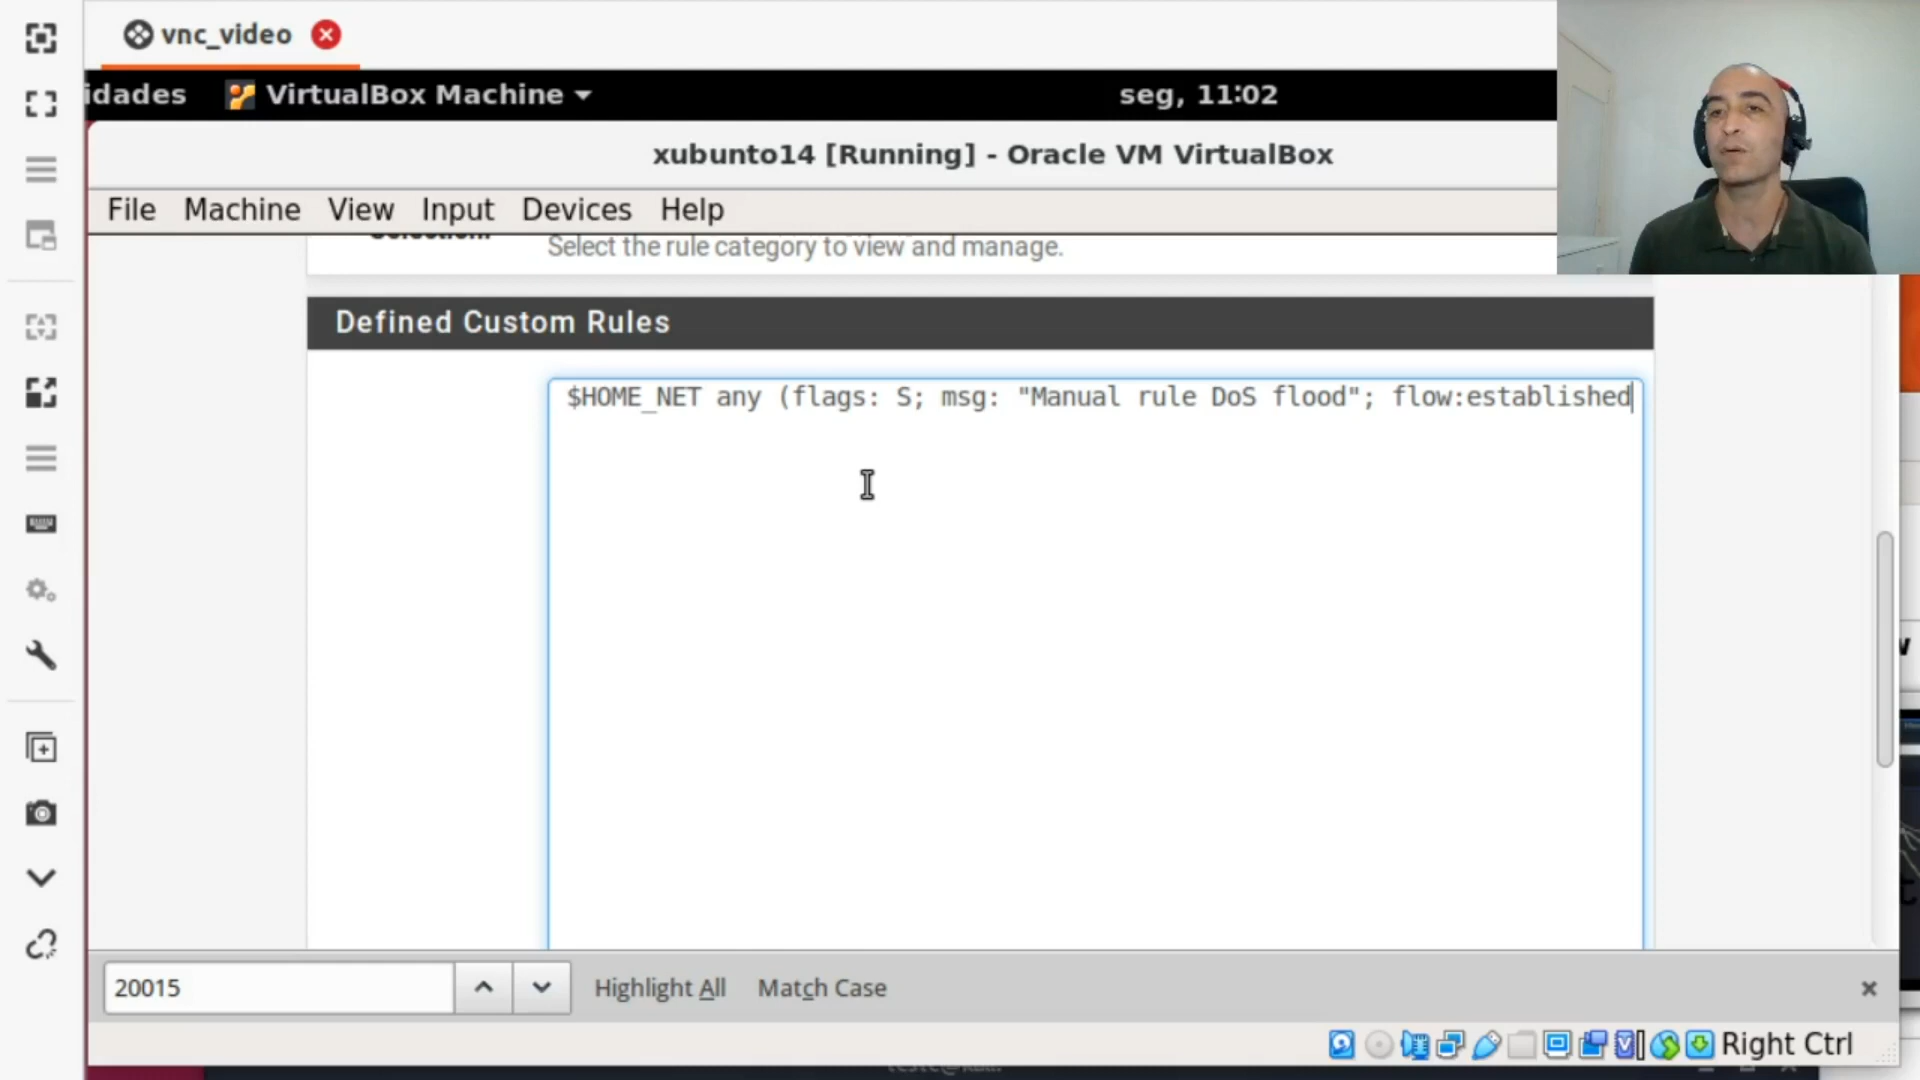 vnc_video
idades VirtualBox Machine seg, 11:02
xubunto14 [Running] - Oracle VM VirtualBox
File Machine View Input Devices Help
Select the rule category to view and manage.
Defined Custom Rules
$HOME_NET any (flags: S; msg: "Manual rule DoS flood"; flow:established
20015 Highlight All Match Case
Right Ctrl